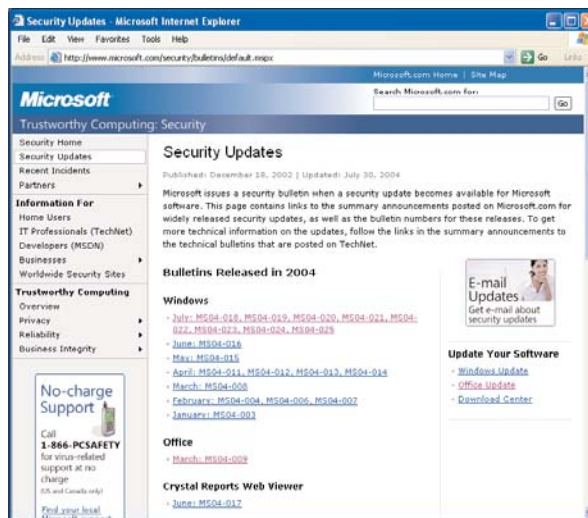 Security Updates - Microsoft Internet Explorer
File Edit View Favorites Tools Help
Address http://www.microsoft.com/security/bulletins/default.mspx Go Links
Microsoft.com Home | Site Map
Microsoft
Search Microsoft.com for:
Go
Trustworthy Computing: Security
Security Home
Security Updates
Recent Incidents
Partners
Information For
Home Users
IT Professionals (TechNet)
Developers (MSDN)
Businesses
Worldwide Security Sites
Trustworthy Computing
Overview
Privacy
Reliability
Business Integrity
No-charge
Support
Call
1-866-PCSAFETY
for virus-related
support at no
charge
(US and Canada only)
Find your local
Microsoft support
Security Updates
Published: December 18, 2002 | Updated: July 30, 2004
Microsoft issues a security bulletin when a security update becomes available for Microsoft
software. This page contains links to the summary announcements posted on Microsoft.com for
widely released security updates, as well as the bulletin numbers for these releases. To get
more technical information on the updates, follow the links in the summary announcements to
the technical bulletins that are posted on TechNet.
Bulletins Released in 2004
Windows
July: MS04-018, MS04-019, MS04-020, MS04-021, MS04-
022, MS04-023, MS04-024, MS04-025
June: MS04-016
May: MS04-015
April: MS04-011, MS04-012, MS04-013, MS04-014
March: MS04-008
February: MS04-004, MS04-006, MS04-007
January: MS04-003
Office
March: MS04-009
Crystal Reports Web Viewer
June: MS04-017
E-mail
Updates
Get e-mail about
security updates
Update Your Software
Windows Update
Office Update
Download Center